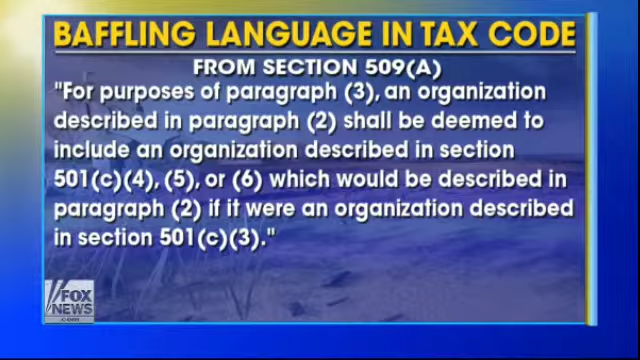 BAFFLING LANGUAGE IN TAX CODE
FROM SECTION 509(A)
"For purposes of paragraph (3), an organization
described in paragraph (2) shall be deemed to
include an organization described in section
501(c)(4), (5), or (6) which would be described in
paragraph (2) if it were an organization described
in section 501(c)(3)."
FOX
NEWS